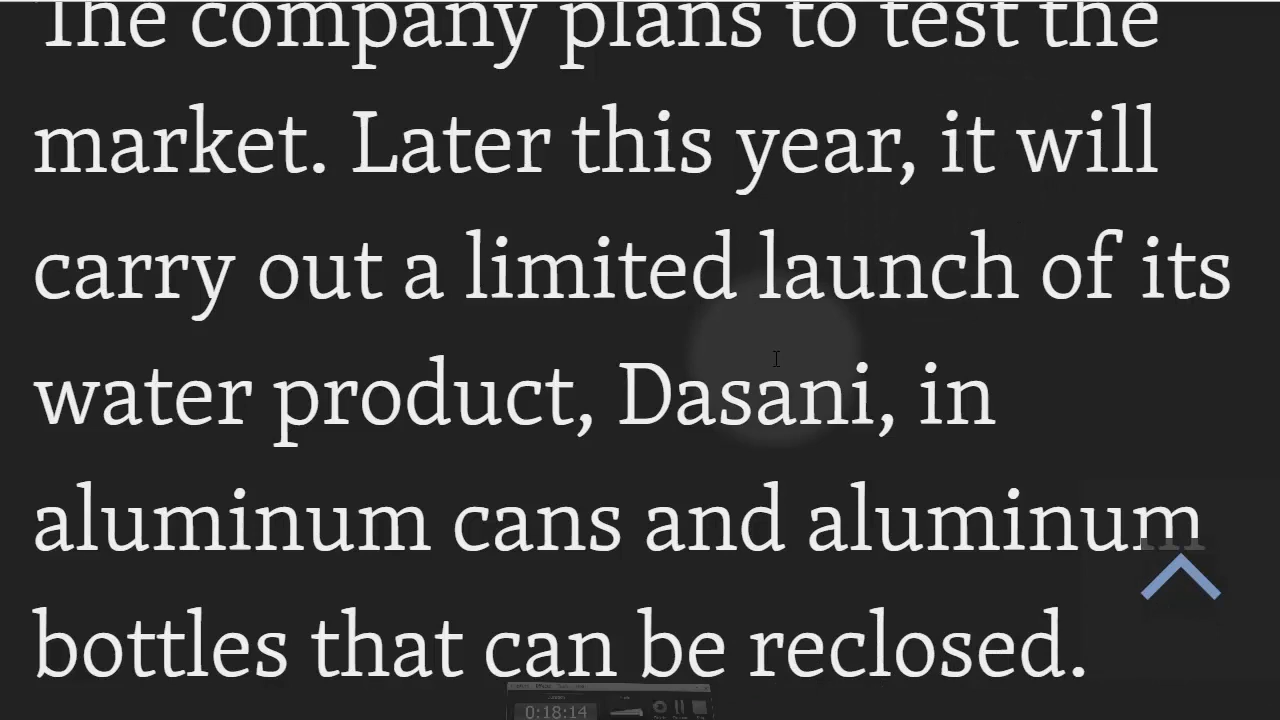 The company plans to test the
market. Later this year, it will
carry out a limited launch of its
water product, Dasani, in
aluminum cans and aluminum
bottles that can be reclosed.
0:18:14